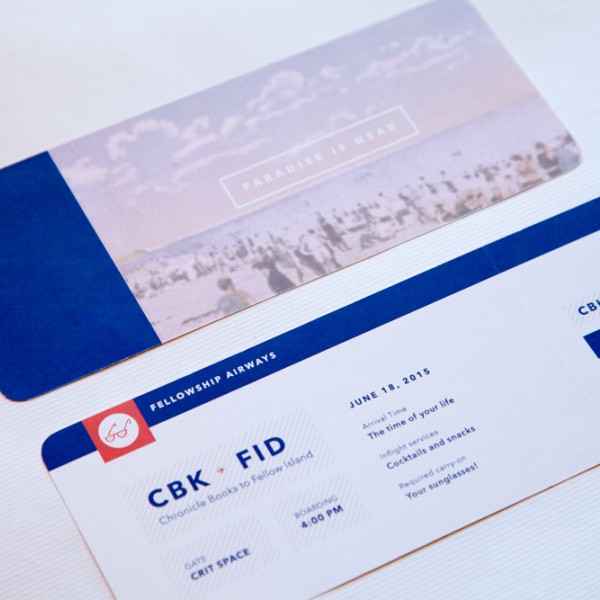 PARADISE IS NEAR
FELLOWSHIP AIRWAYS
CBK FID
Chronicle Books to Fellow Island
GATE
CRIT SPACE
BOARDING
4:00 PM
JUNE 18, 2015
Arrival Time
The time of your life
Inflight services
Cocktails and snacks
Required carry-on
Your sunglasses!